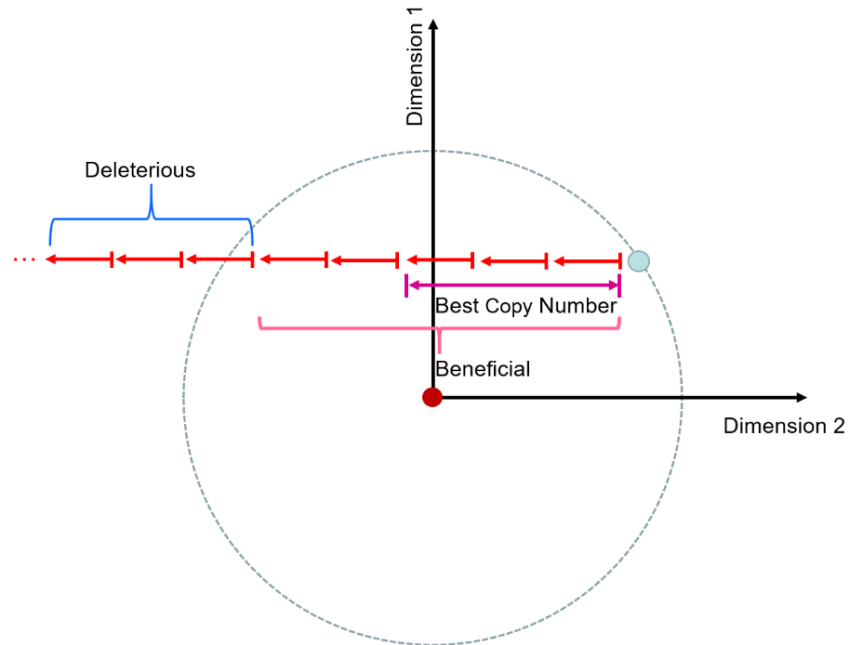 Dimension 1
Deleterious
...
Best Copy Number
Beneficial
Dimension 2